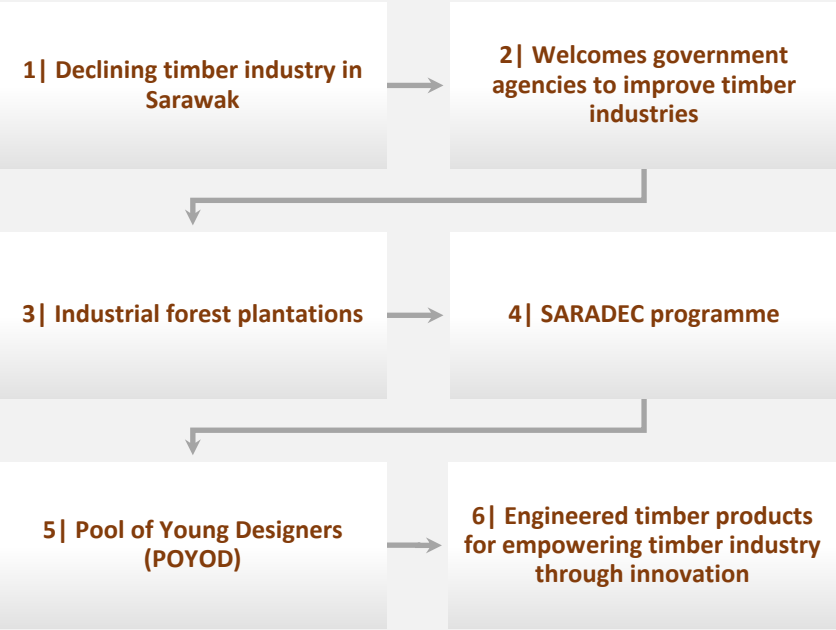 1| Declining timber industry in
Sarawak
2| Welcomes government
agencies to improve timber
industries
3| Industrial forest plantations
4| SARADEC programme
5| Pool of Young Designers
(POYOD)
6| Engineered timber products
for empowering timber industry
through innovation